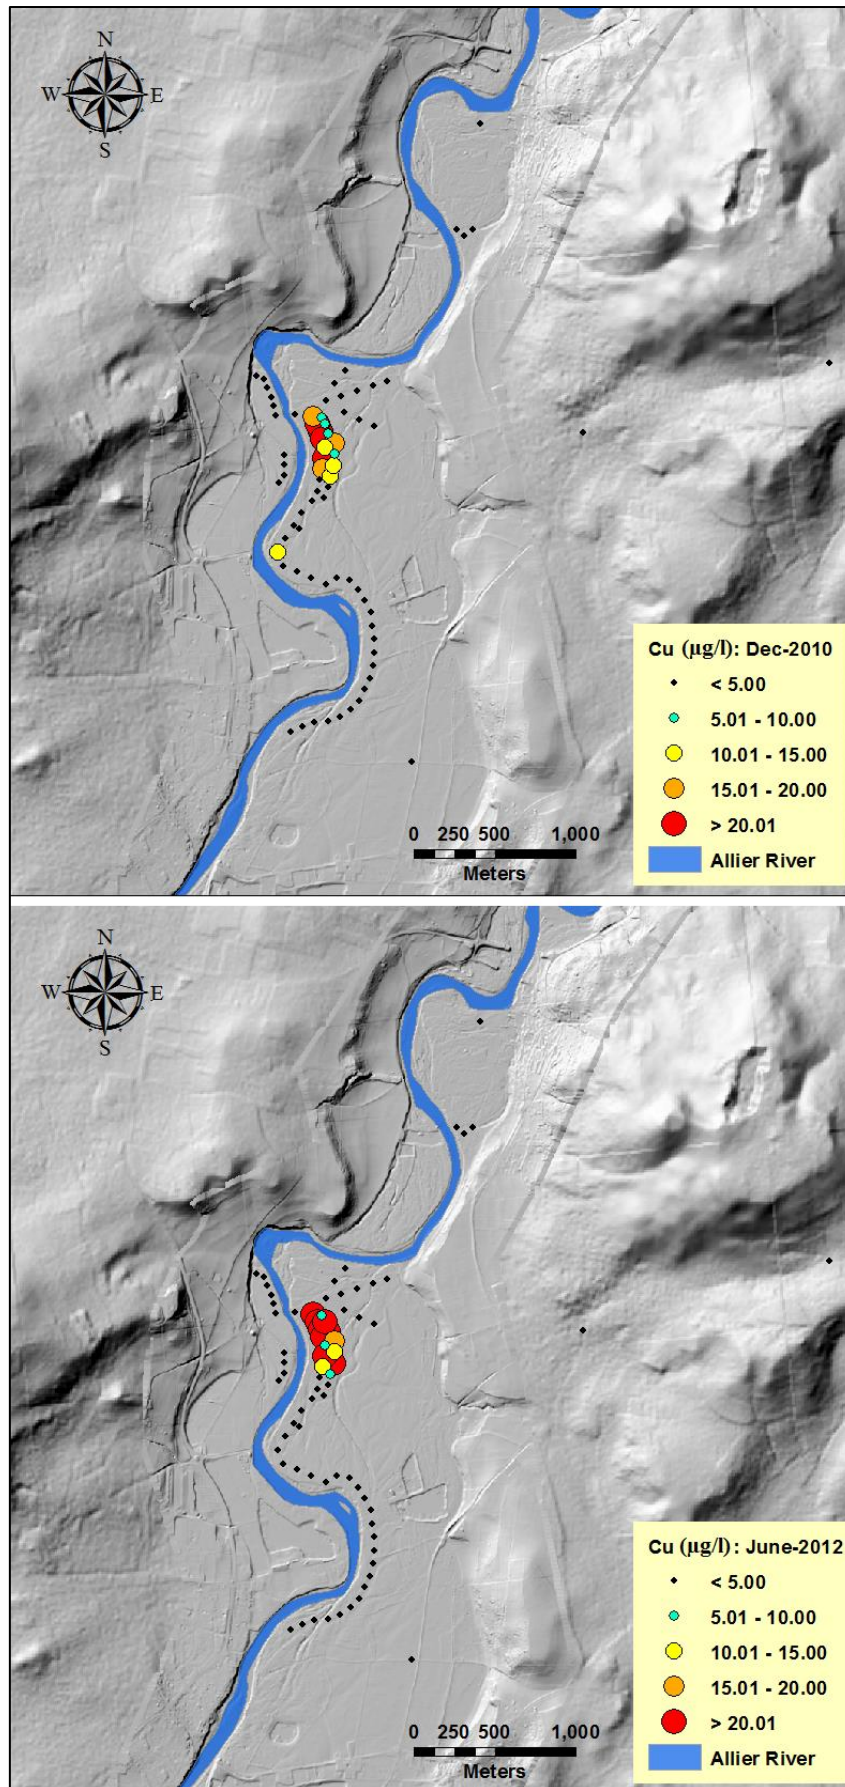 N
W E
S
Cu (µg/l): Dec-2010
< 5.00
5.01 - 10.00
10.01 - 15.00
15.01 - 20.00
> 20.01
Allier River
0 250 500 1,000
Meters
N
W E
S
Cu (µg/l): June-2012
< 5.00
5.01 - 10.00
10.01 - 15.00
15.01 - 20.00
> 20.01
Allier River
0 250 500 1,000
Meters